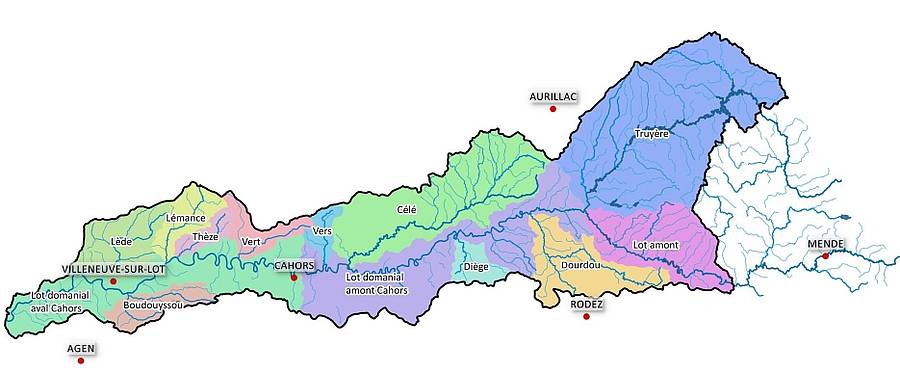 AURILLAC
Truyère
Lémance
Célé
Lède
Thèze
Vert
Vers
Lot amont
MENDE
VILLENEUVE-SUR-LOT
CAHORS
Diège
Dourdou
Lot domanial
amont Cahors
Lot domanial
aval Cahors
Boudouyssou
RODEZ
AGEN